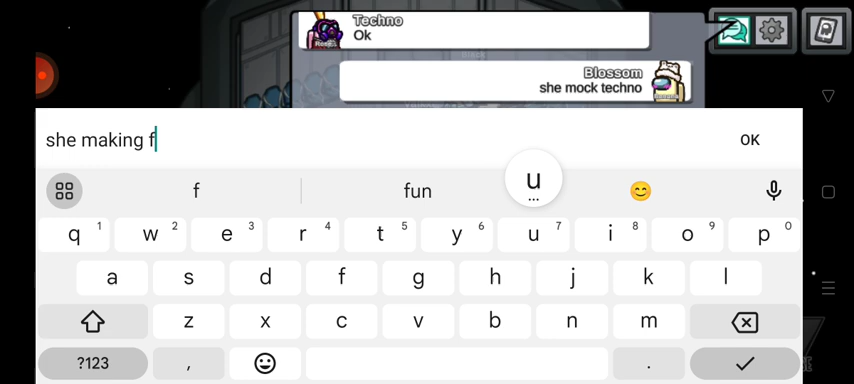 Techno
Ok
Blossom
she mock techno
she making f
OK
f
fun
u
...
q 1 w 2 e 3 r 4 t 5 y 6 u 7 i 8 o 9 p 0
a s d f g h j k l
z x c v b n m
?123 , .